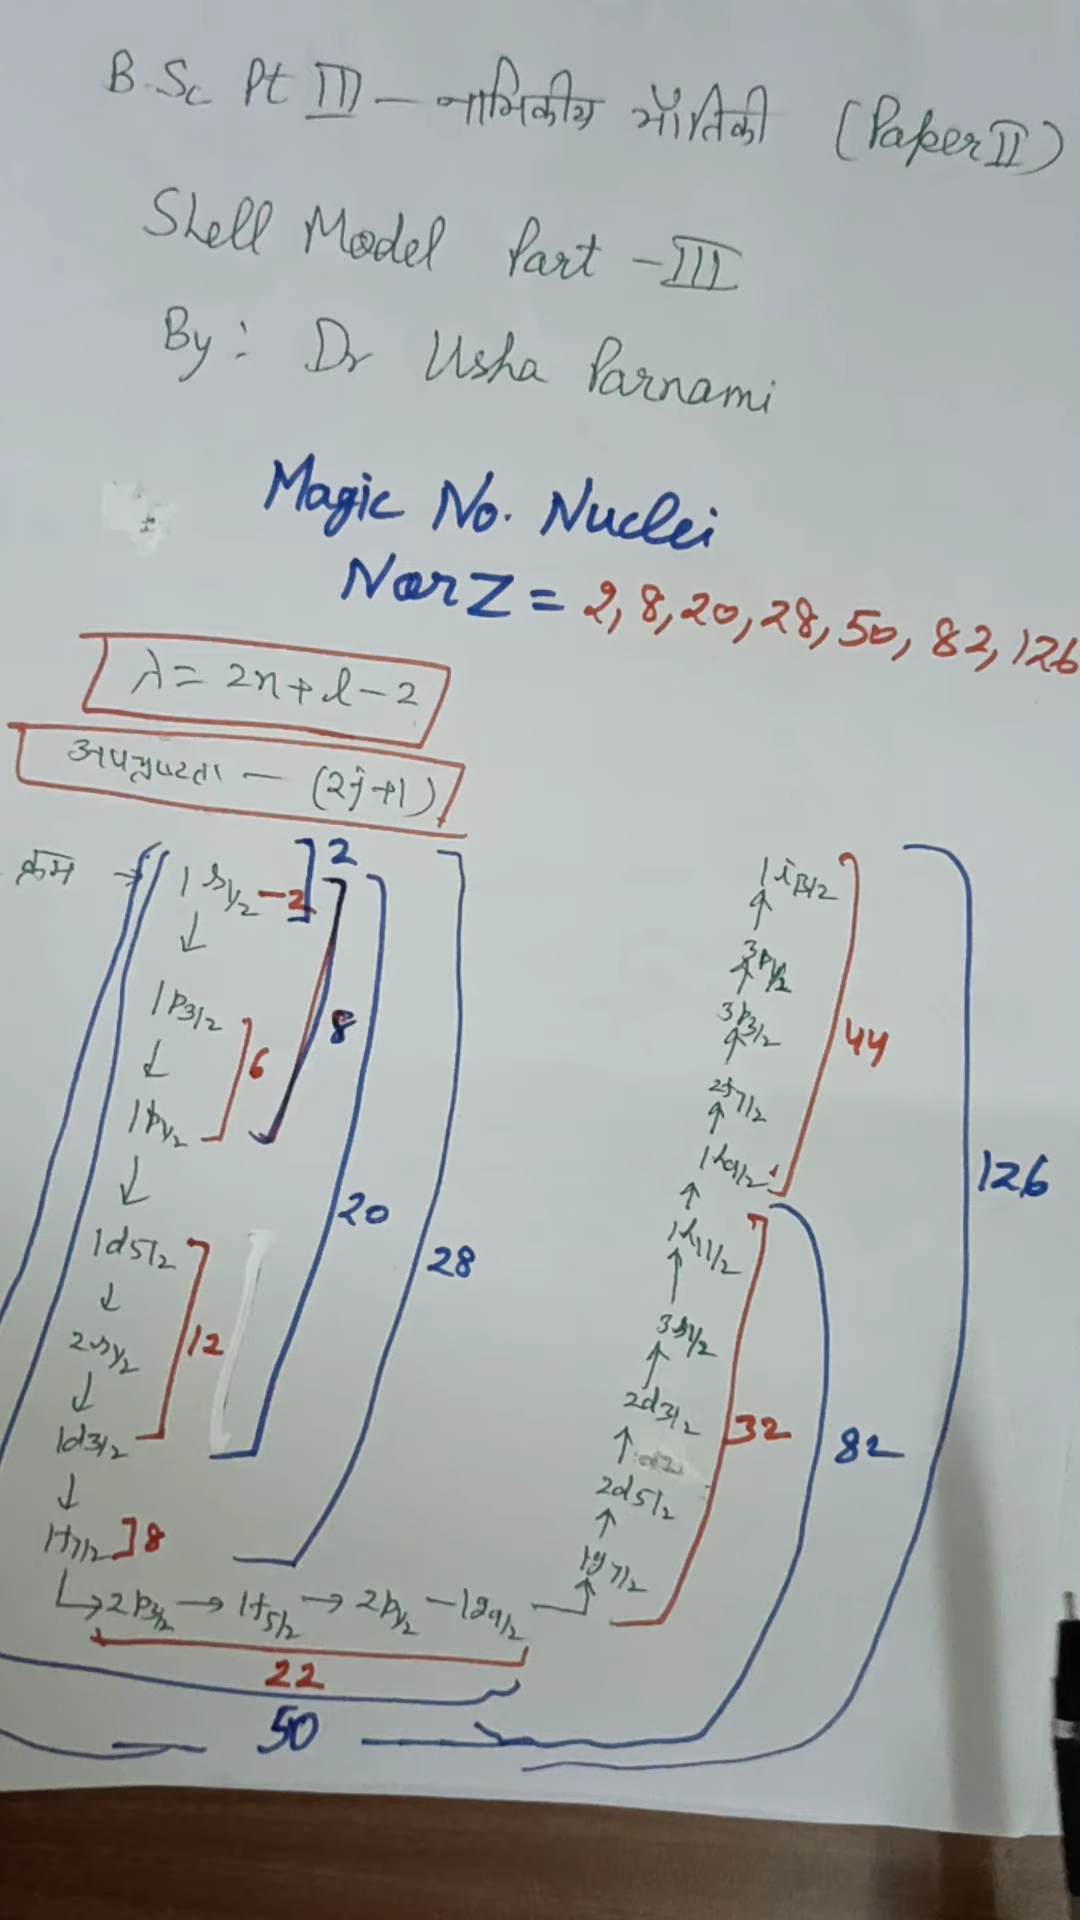 B.Sc Pt III — नाभिकीय भौतिकी (Paper II)
Shell Model Part - III
By: Dr Usha Parnami
Magic No. Nuclei
N or Z = 2, 8, 20, 28, 50, 82, 126
λ = 2n + l - 2
अपभ्रष्टता — (2j+1)
क्रम → 1s1/2 - 2 ] 2
↓
1p3/2
↓ 6 8
1p1/2
↓
1d5/2
↓
2s1/2 12 20
↓
1d3/2
↓
1f7/2 ] 8 28
↳ 2p3/2 → 1f5/2 → 2p1/2 - 1g9/2
22
50
1i13/2
↑
3p1/2
↑
3p3/2 44
↑
2f7/2
↑
1h9/2
↑
1h11/2 126
↑
3s1/2
↑
2d3/2 32 82
↑
2d5/2
↑
1g7/2